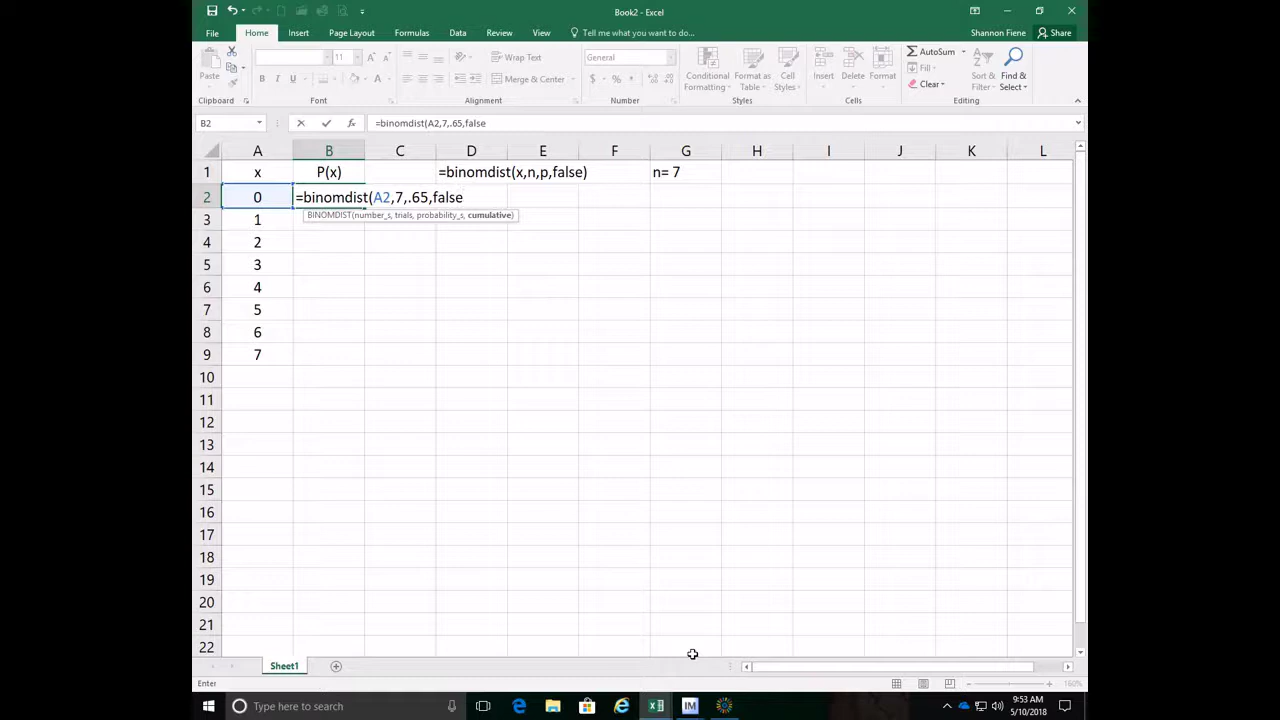 Book2 - Excel
File Home Insert Page Layout Formulas Data Review View Tell me what you want to do... Shannon Fiene Share
Paste
Clipboard
11 A A
B I U A
Font
Wrap Text
Merge & Center
Alignment
General
$ %
Number
Conditional Formatting
Format as Table
Cell Styles
Styles
Insert Delete Format
Cells
AutoSum
Fill
Clear
Sort & Filter
Find & Select
Editing
B2 fx =binomdist(A2,7,.65,false
A B C D E F G H I J K L
1 x P(x) =binomdist(x,n,p,false) n= 7
2 0 =binomdist(A2,7,.65,false
BINOMDIST(number_s, trials, probability_s, cumulative)
3 1
4 2
5 3
6 4
7 5
8 6
9 7
10
11
12
13
14
15
16
17
18
19
20
21
22
Sheet1
Enter 160%
Type here to search
IM
9:53 AM
5/10/2018